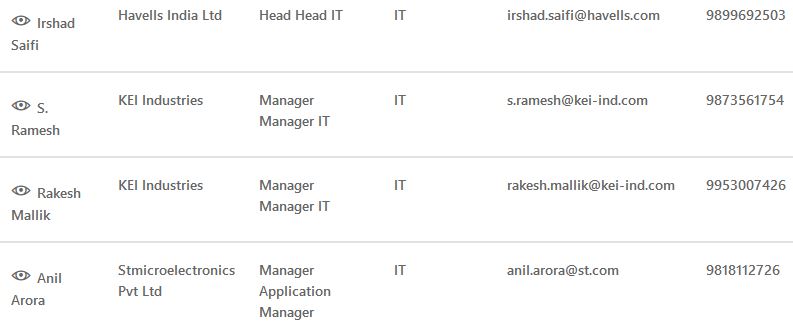 Irshad Saifi Havells India Ltd Head Head IT IT irshad.saifi@havells.com 9899692503
S. Ramesh KEI Industries Manager Manager IT IT s.ramesh@kei-ind.com 9873561754
Rakesh Mallik KEI Industries Manager Manager IT IT rakesh.mallik@kei-ind.com 9953007426
Anil Arora Stmicroelectronics Pvt Ltd Manager Application Manager IT anil.arora@st.com 9818112726